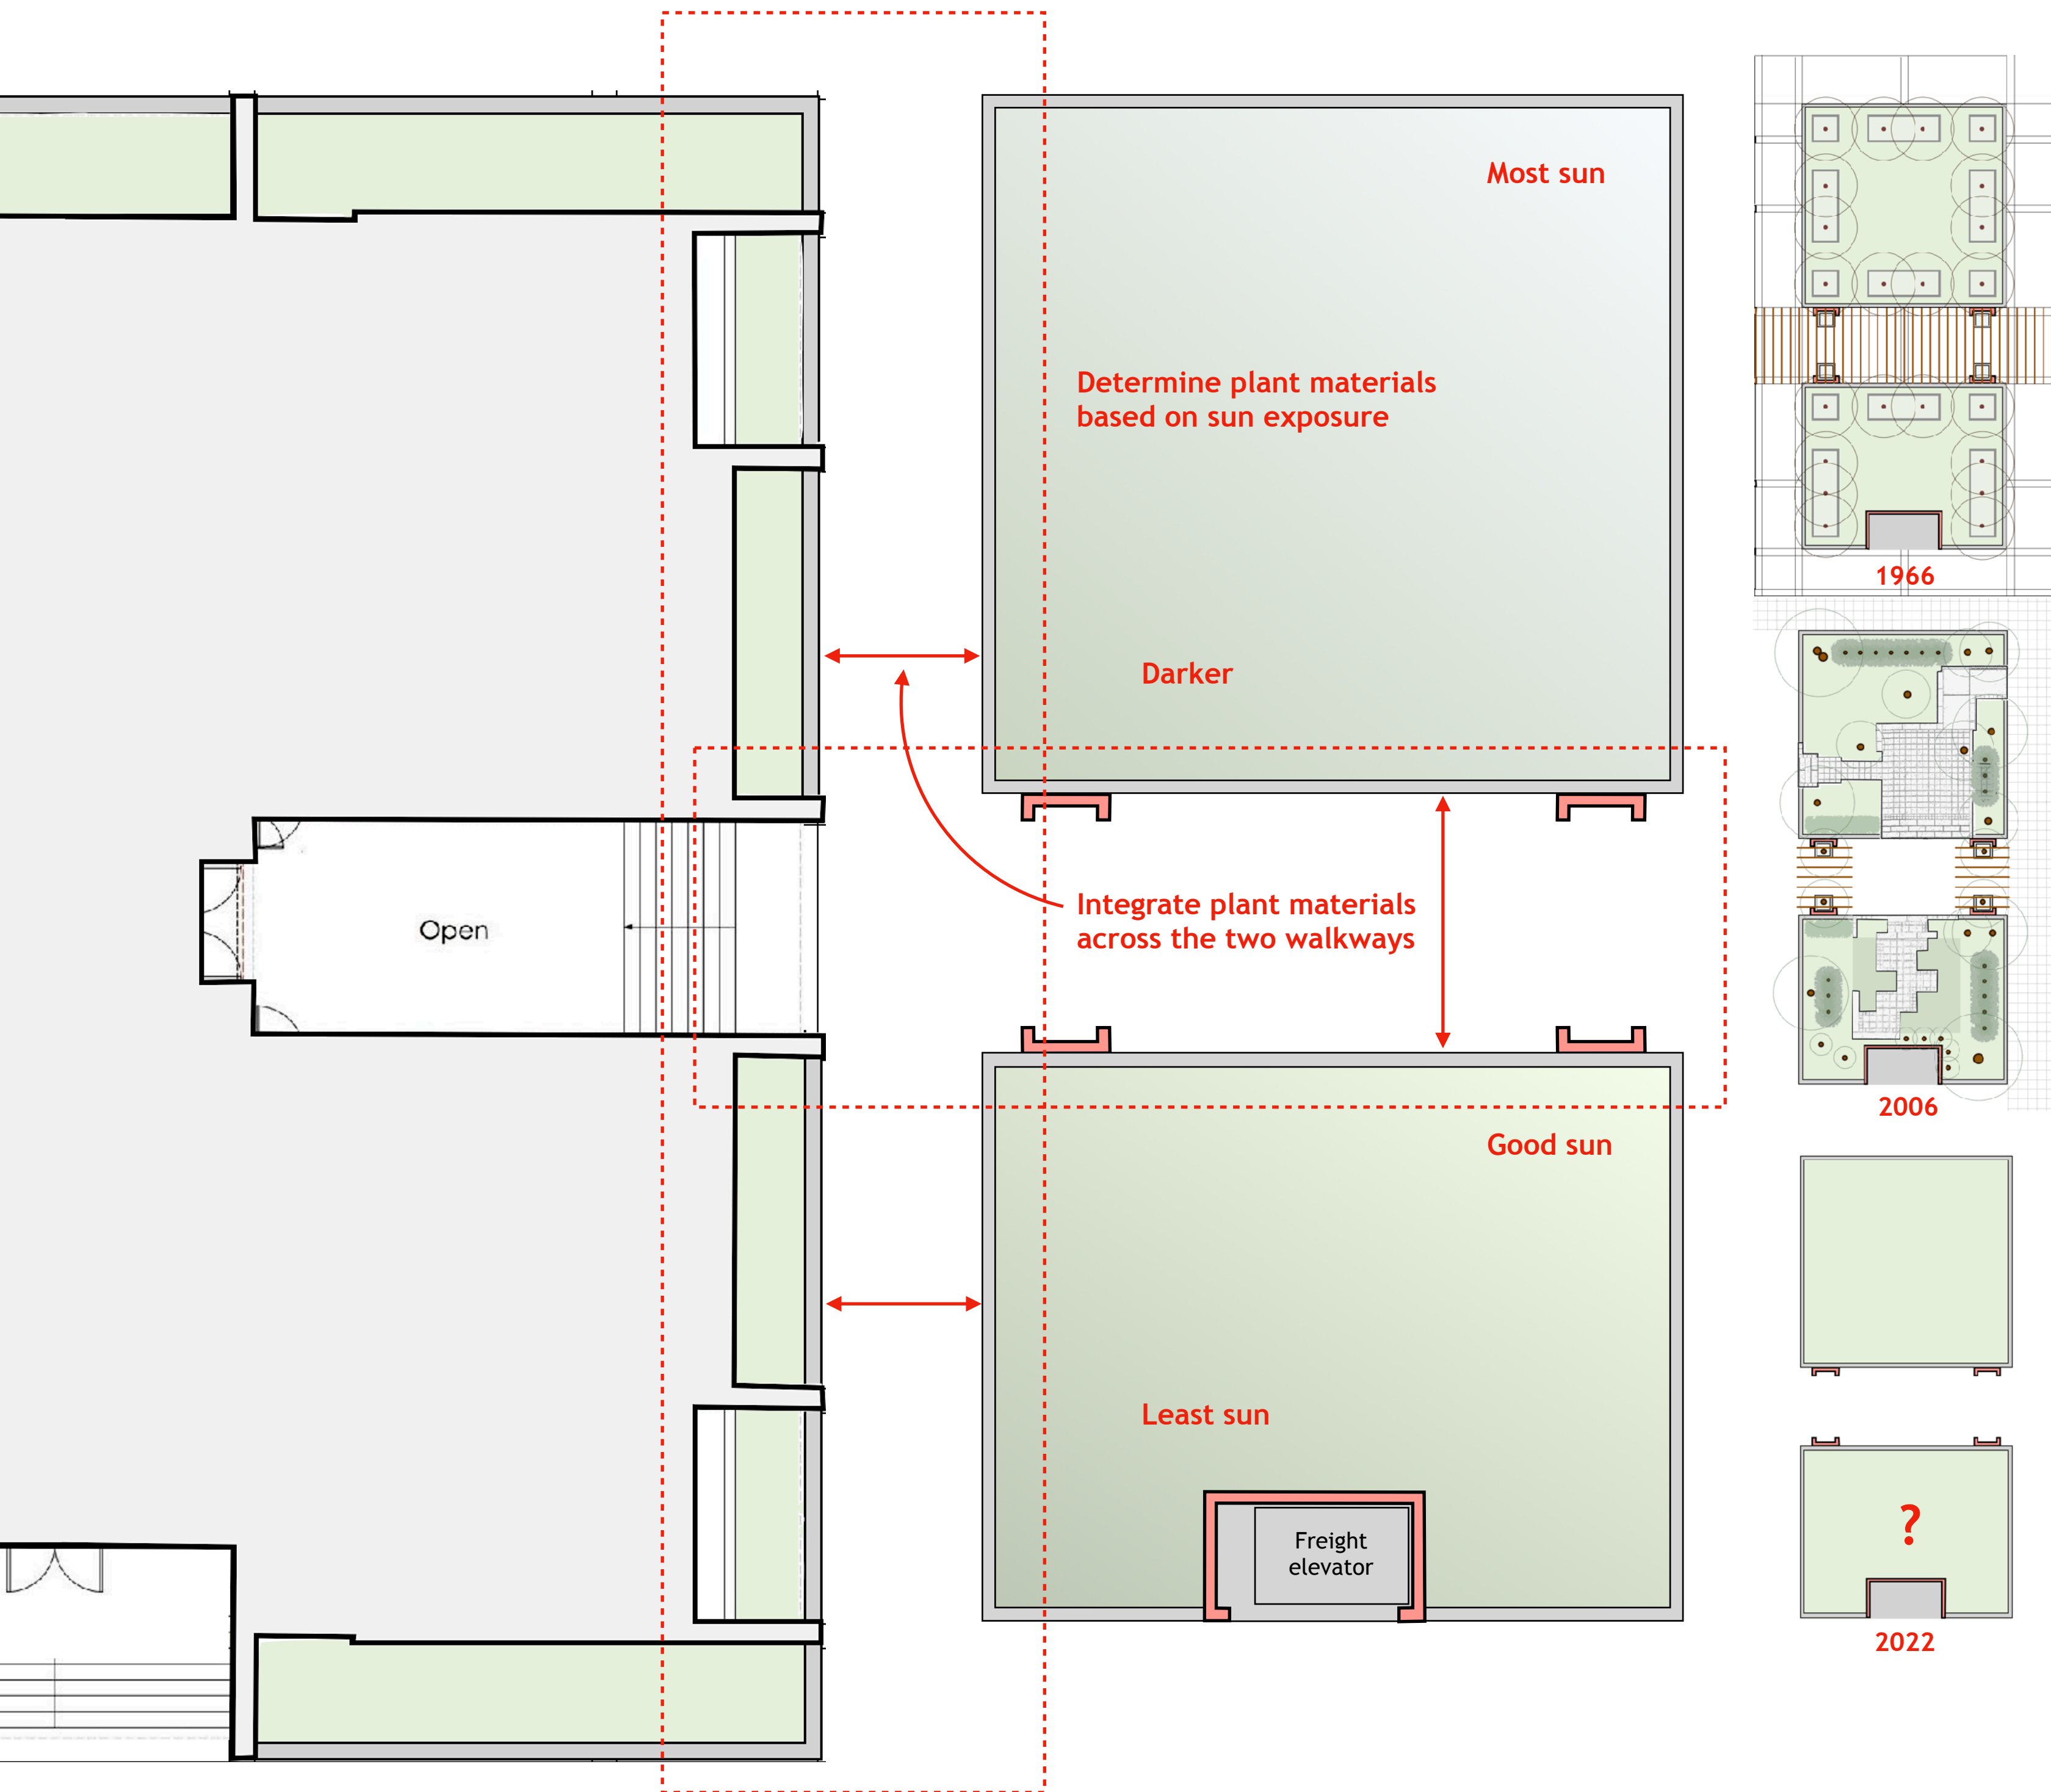 Most sun
Determine plant materials
based on sun exposure
Darker
Open
Integrate plant materials
across the two walkways
Good sun
Least sun
Freight
elevator
1966
2006
?
2022